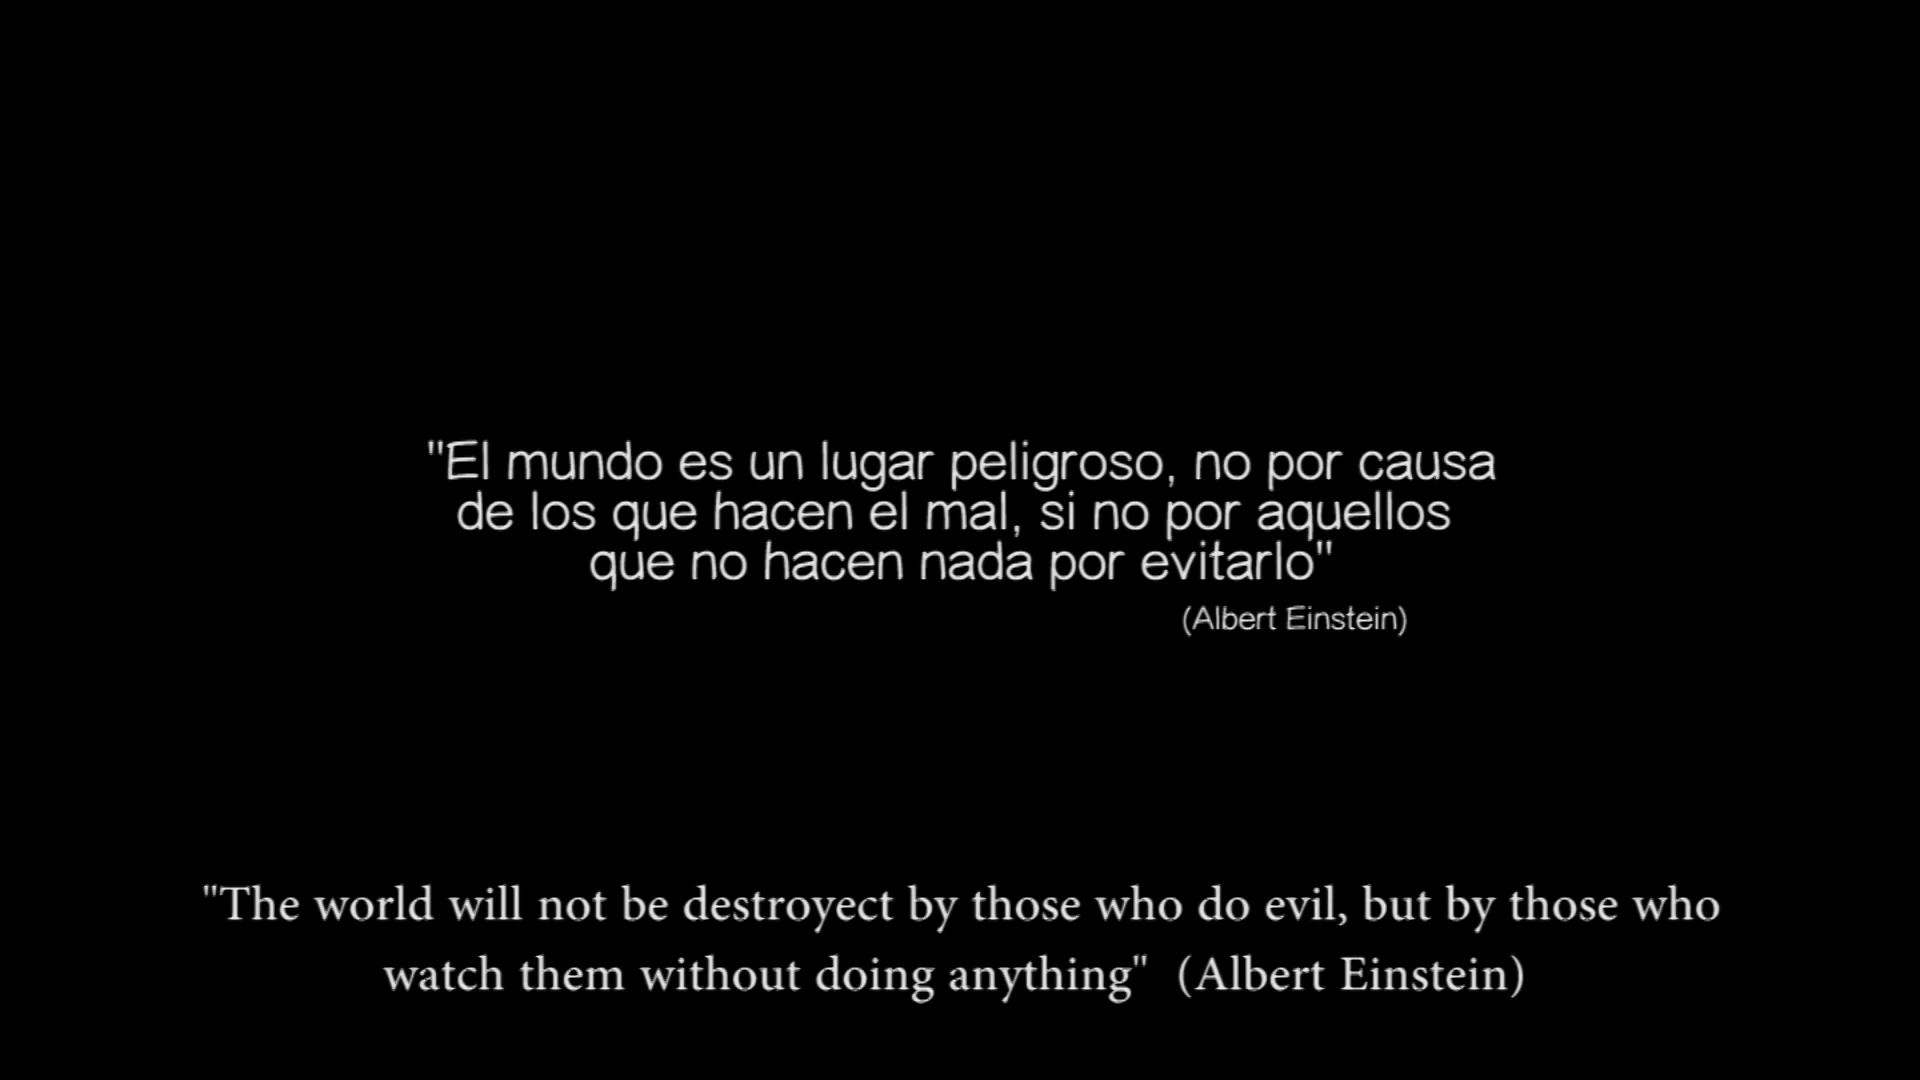 "El mundo es un lugar peligroso, no por causa
de los que hacen el mal, si no por aquellos
que no hacen nada por evitarlo"
(Albert Einstein)
"The world will not be destroyect by those who do evil, but by those who
watch them without doing anything"  (Albert Einstein)